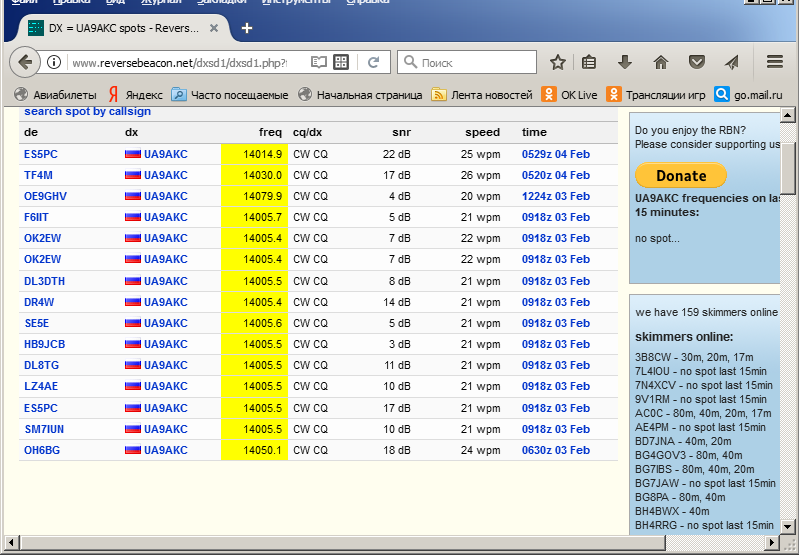 Файл Правка Вид Журнал Закладки Инструменты Справка
DX = UA9AKC spots - Revers...
www.reversebeacon.net/dxsd1/dxsd1.php?
Поиск
Авиабилеты Яндекс Часто посещаемые Начальная страница Лента новостей OK Live Трансляции игр go.mail.ru
search spot by callsign
de dx freq cq/dx snr speed time
ES5PC UA9AKC 14014.9 CW CQ 22 dB 25 wpm 0529z 04 Feb
TF4M UA9AKC 14030.0 CW CQ 17 dB 26 wpm 0520z 04 Feb
OE9GHV UA9AKC 14079.9 CW CQ 4 dB 20 wpm 1224z 03 Feb
F6IIT UA9AKC 14005.7 CW CQ 5 dB 21 wpm 0918z 03 Feb
OK2EW UA9AKC 14005.4 CW CQ 7 dB 22 wpm 0918z 03 Feb
OK2EW UA9AKC 14005.4 CW CQ 7 dB 22 wpm 0918z 03 Feb
DL3DTH UA9AKC 14005.5 CW CQ 8 dB 21 wpm 0918z 03 Feb
DR4W UA9AKC 14005.4 CW CQ 14 dB 21 wpm 0918z 03 Feb
SE5E UA9AKC 14005.6 CW CQ 5 dB 21 wpm 0918z 03 Feb
HB9JCB UA9AKC 14005.5 CW CQ 3 dB 21 wpm 0918z 03 Feb
DL8TG UA9AKC 14005.5 CW CQ 11 dB 21 wpm 0918z 03 Feb
LZ4AE UA9AKC 14005.5 CW CQ 10 dB 21 wpm 0918z 03 Feb
ES5PC UA9AKC 14005.5 CW CQ 17 dB 21 wpm 0918z 03 Feb
SM7IUN UA9AKC 14005.5 CW CQ 10 dB 21 wpm 0918z 03 Feb
OH6BG UA9AKC 14050.1 CW CQ 18 dB 24 wpm 0630z 03 Feb
Do you enjoy the RBN?
Please consider supporting us
Donate
UA9AKC frequencies on las
15 minutes:
no spot...
we have 159 skimmers online
skimmers online:
3B8CW - 30m, 20m, 17m
7L4IOU - no spot last 15min
7N4XCV - no spot last 15min
9V1RM - no spot last 15min
AC0C - 80m, 40m, 20m, 17m
AE4PM - no spot last 15min
BD7JNA - 40m, 20m
BG4GOV3 - 80m, 40m
BG7IBS - 80m, 40m, 20m
BG7JAW - no spot last 15min
BG8PA - 80m, 40m
BH4BWX - 40m
BH4RRG - no spot last 15min